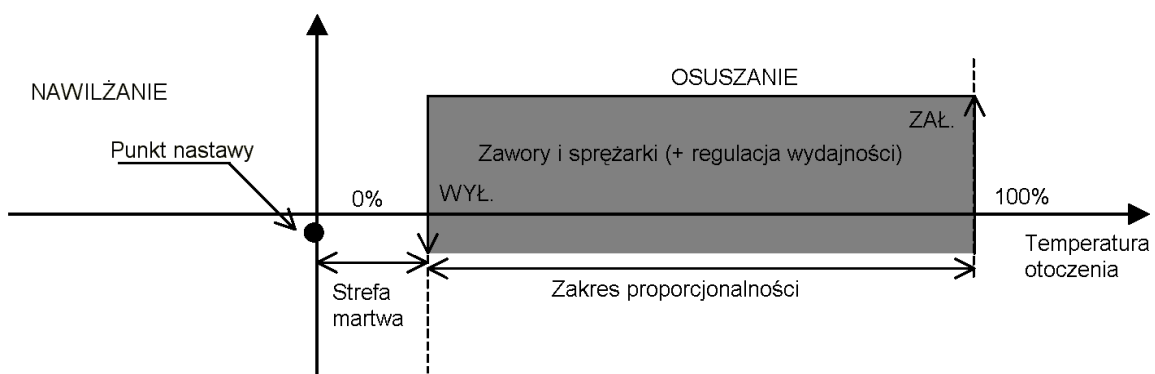 OSUSZANIE
NAWILŻANIE
ZAŁ.
Punkt nastawy
Zawory i sprężarki (+ regulacja wydajności)
0%
WYŁ.
100%
Temperatura
otoczenia
Strefa
martwa
Zakres proporcjonalności